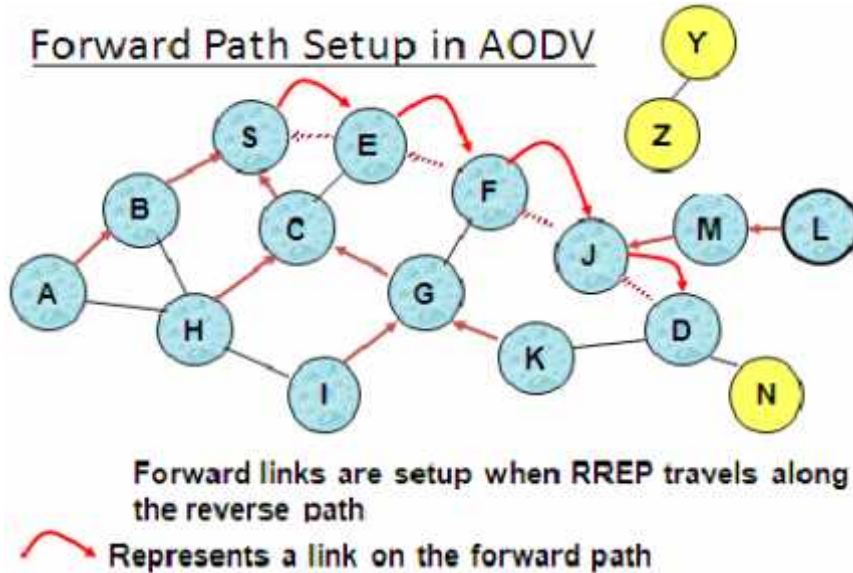 Forward Path Setup in AODV
Y
Z
S
E
B
F
C
J
M
L
A
G
H
D
K
I
N
Forward links are setup when RREP travels along
the reverse path
Represents a link on the forward path